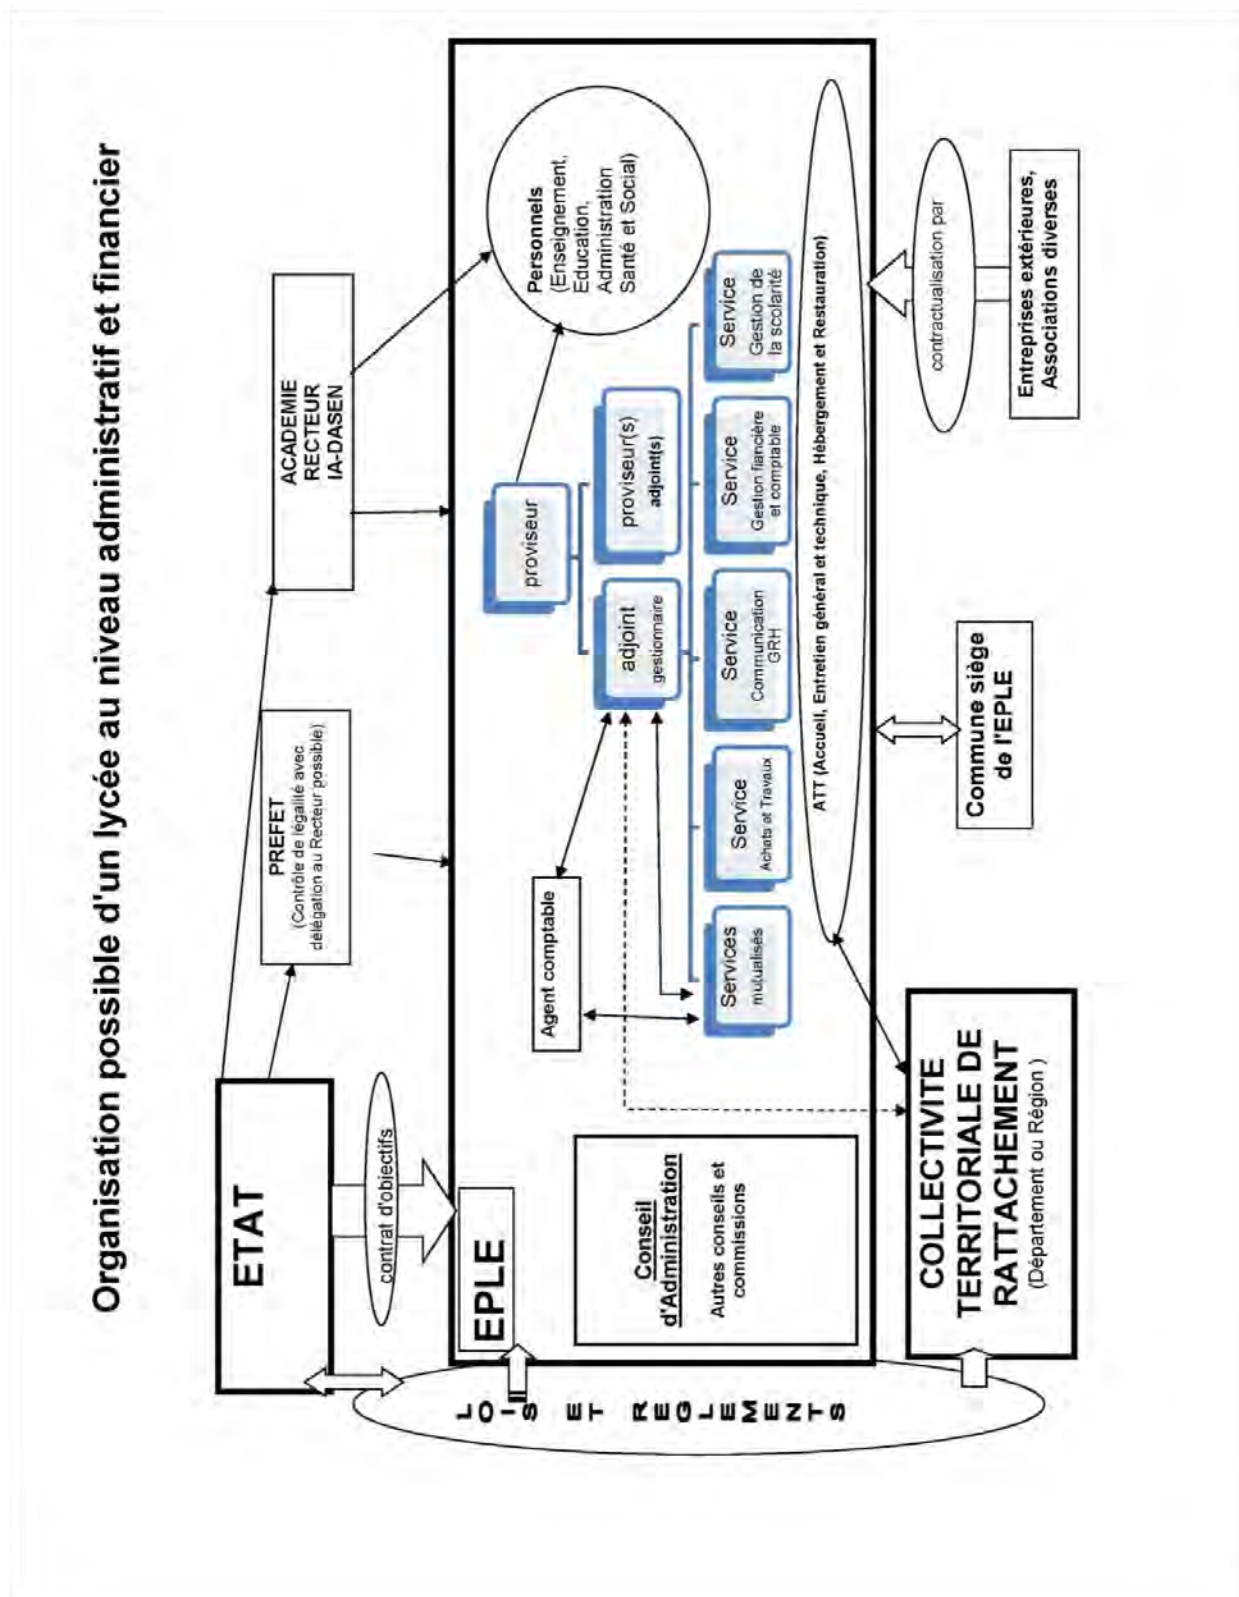 Organisation possible d'un lycée au niveau administratif et financier
ETAT
PREFET
(Contrôle de légalité avec
délégation au Recteur possible)
ACADEMIE
RECTEUR
IA-DASEN
contrat d'objectifs
EPLE
LOIS ET REGLEMENTS
Conseil
d'Administration
Autres conseils et
commissions
Agent comptable
proviseur
adjoint
gestionnaire
proviseur(s)
adjoint(s)
Personnels
(Enseignement,
Education,
Administration
Santé et Social)
Services
mutualisés
Service
Achats et Travaux
Service
Communication
GRH
Service
Gestion fiancière
et comptable
Service
Gestion de
la scolarité
ATT (Accueil, Entretien général et technique, Hébergement et Restauration)
COLLECTIVITE
TERRITORIALE DE
RATTACHEMENT
(Département ou Région )
Commune siège
de l'EPLE
contractualisation par
Entreprises extérieures,
Associations diverses